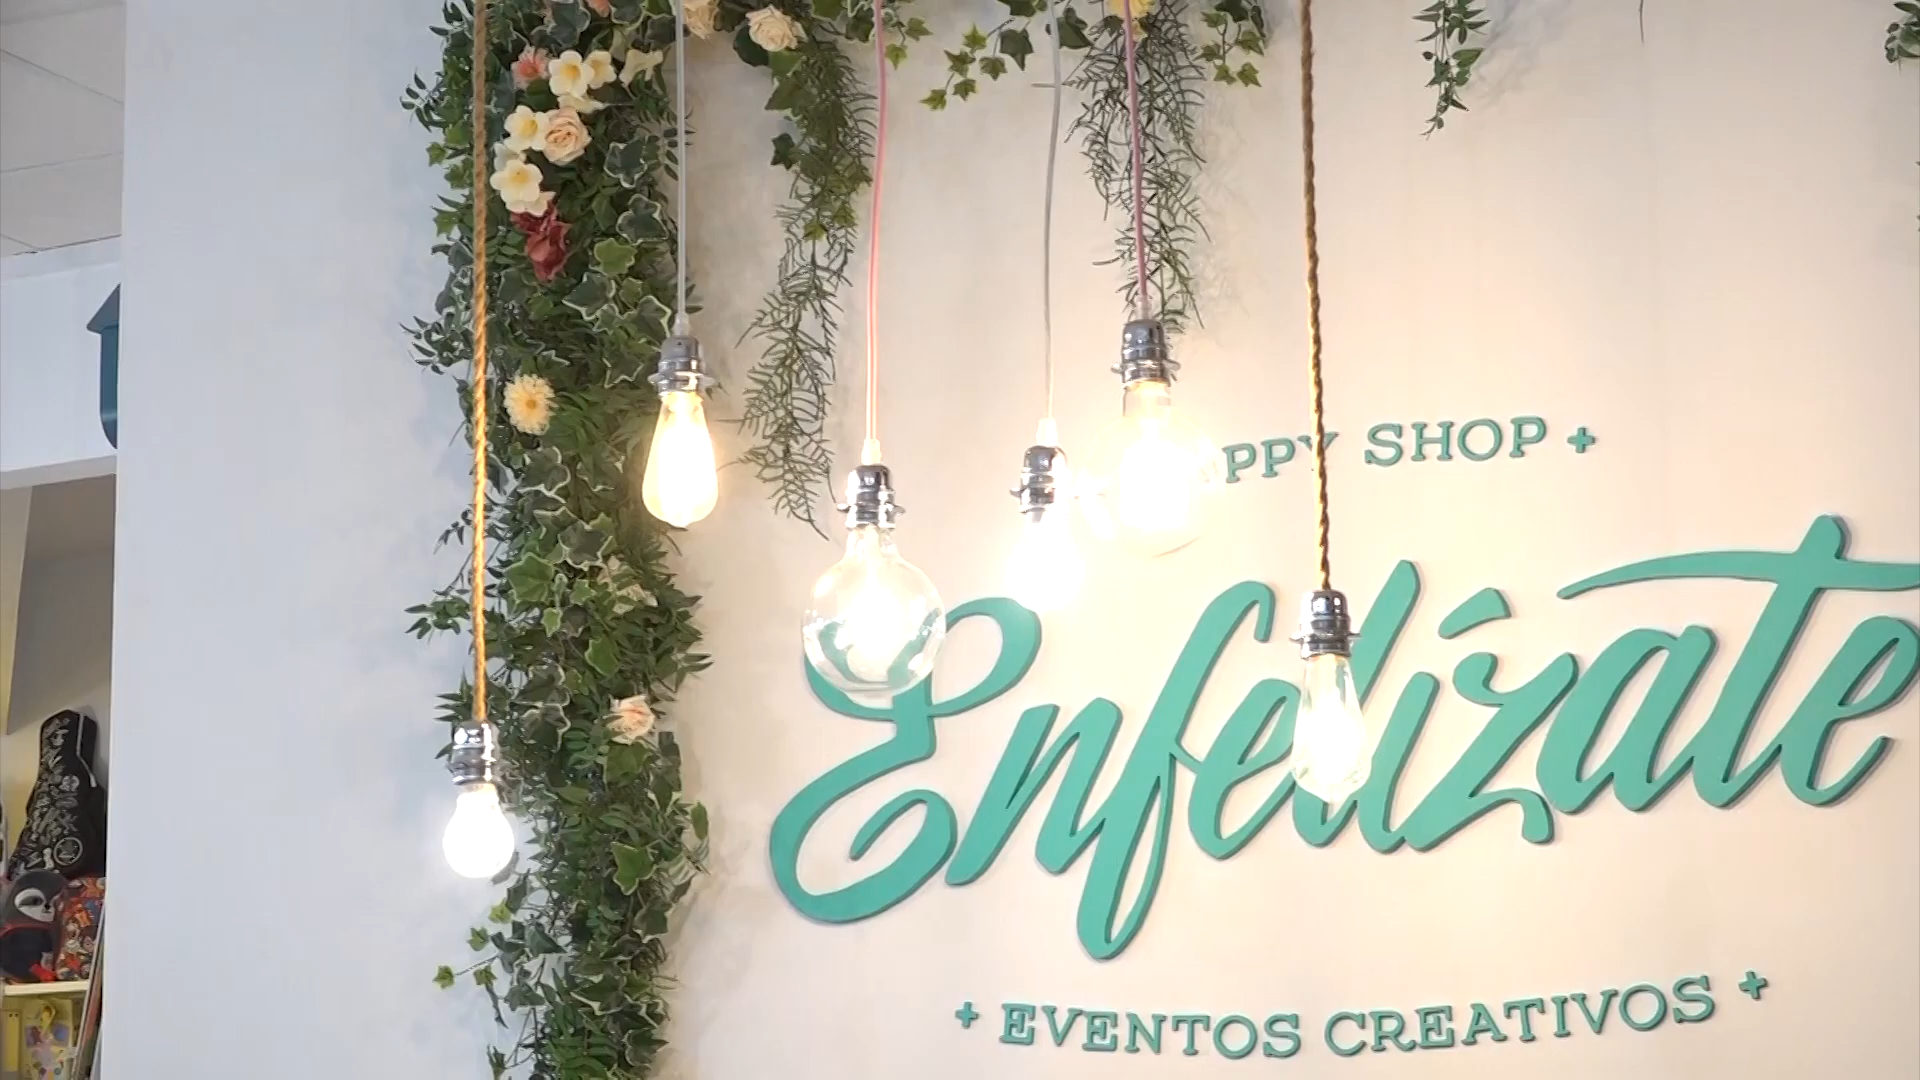 PPY SHOP +
Enfelízate
+ EVENTOS CREATIVOS +